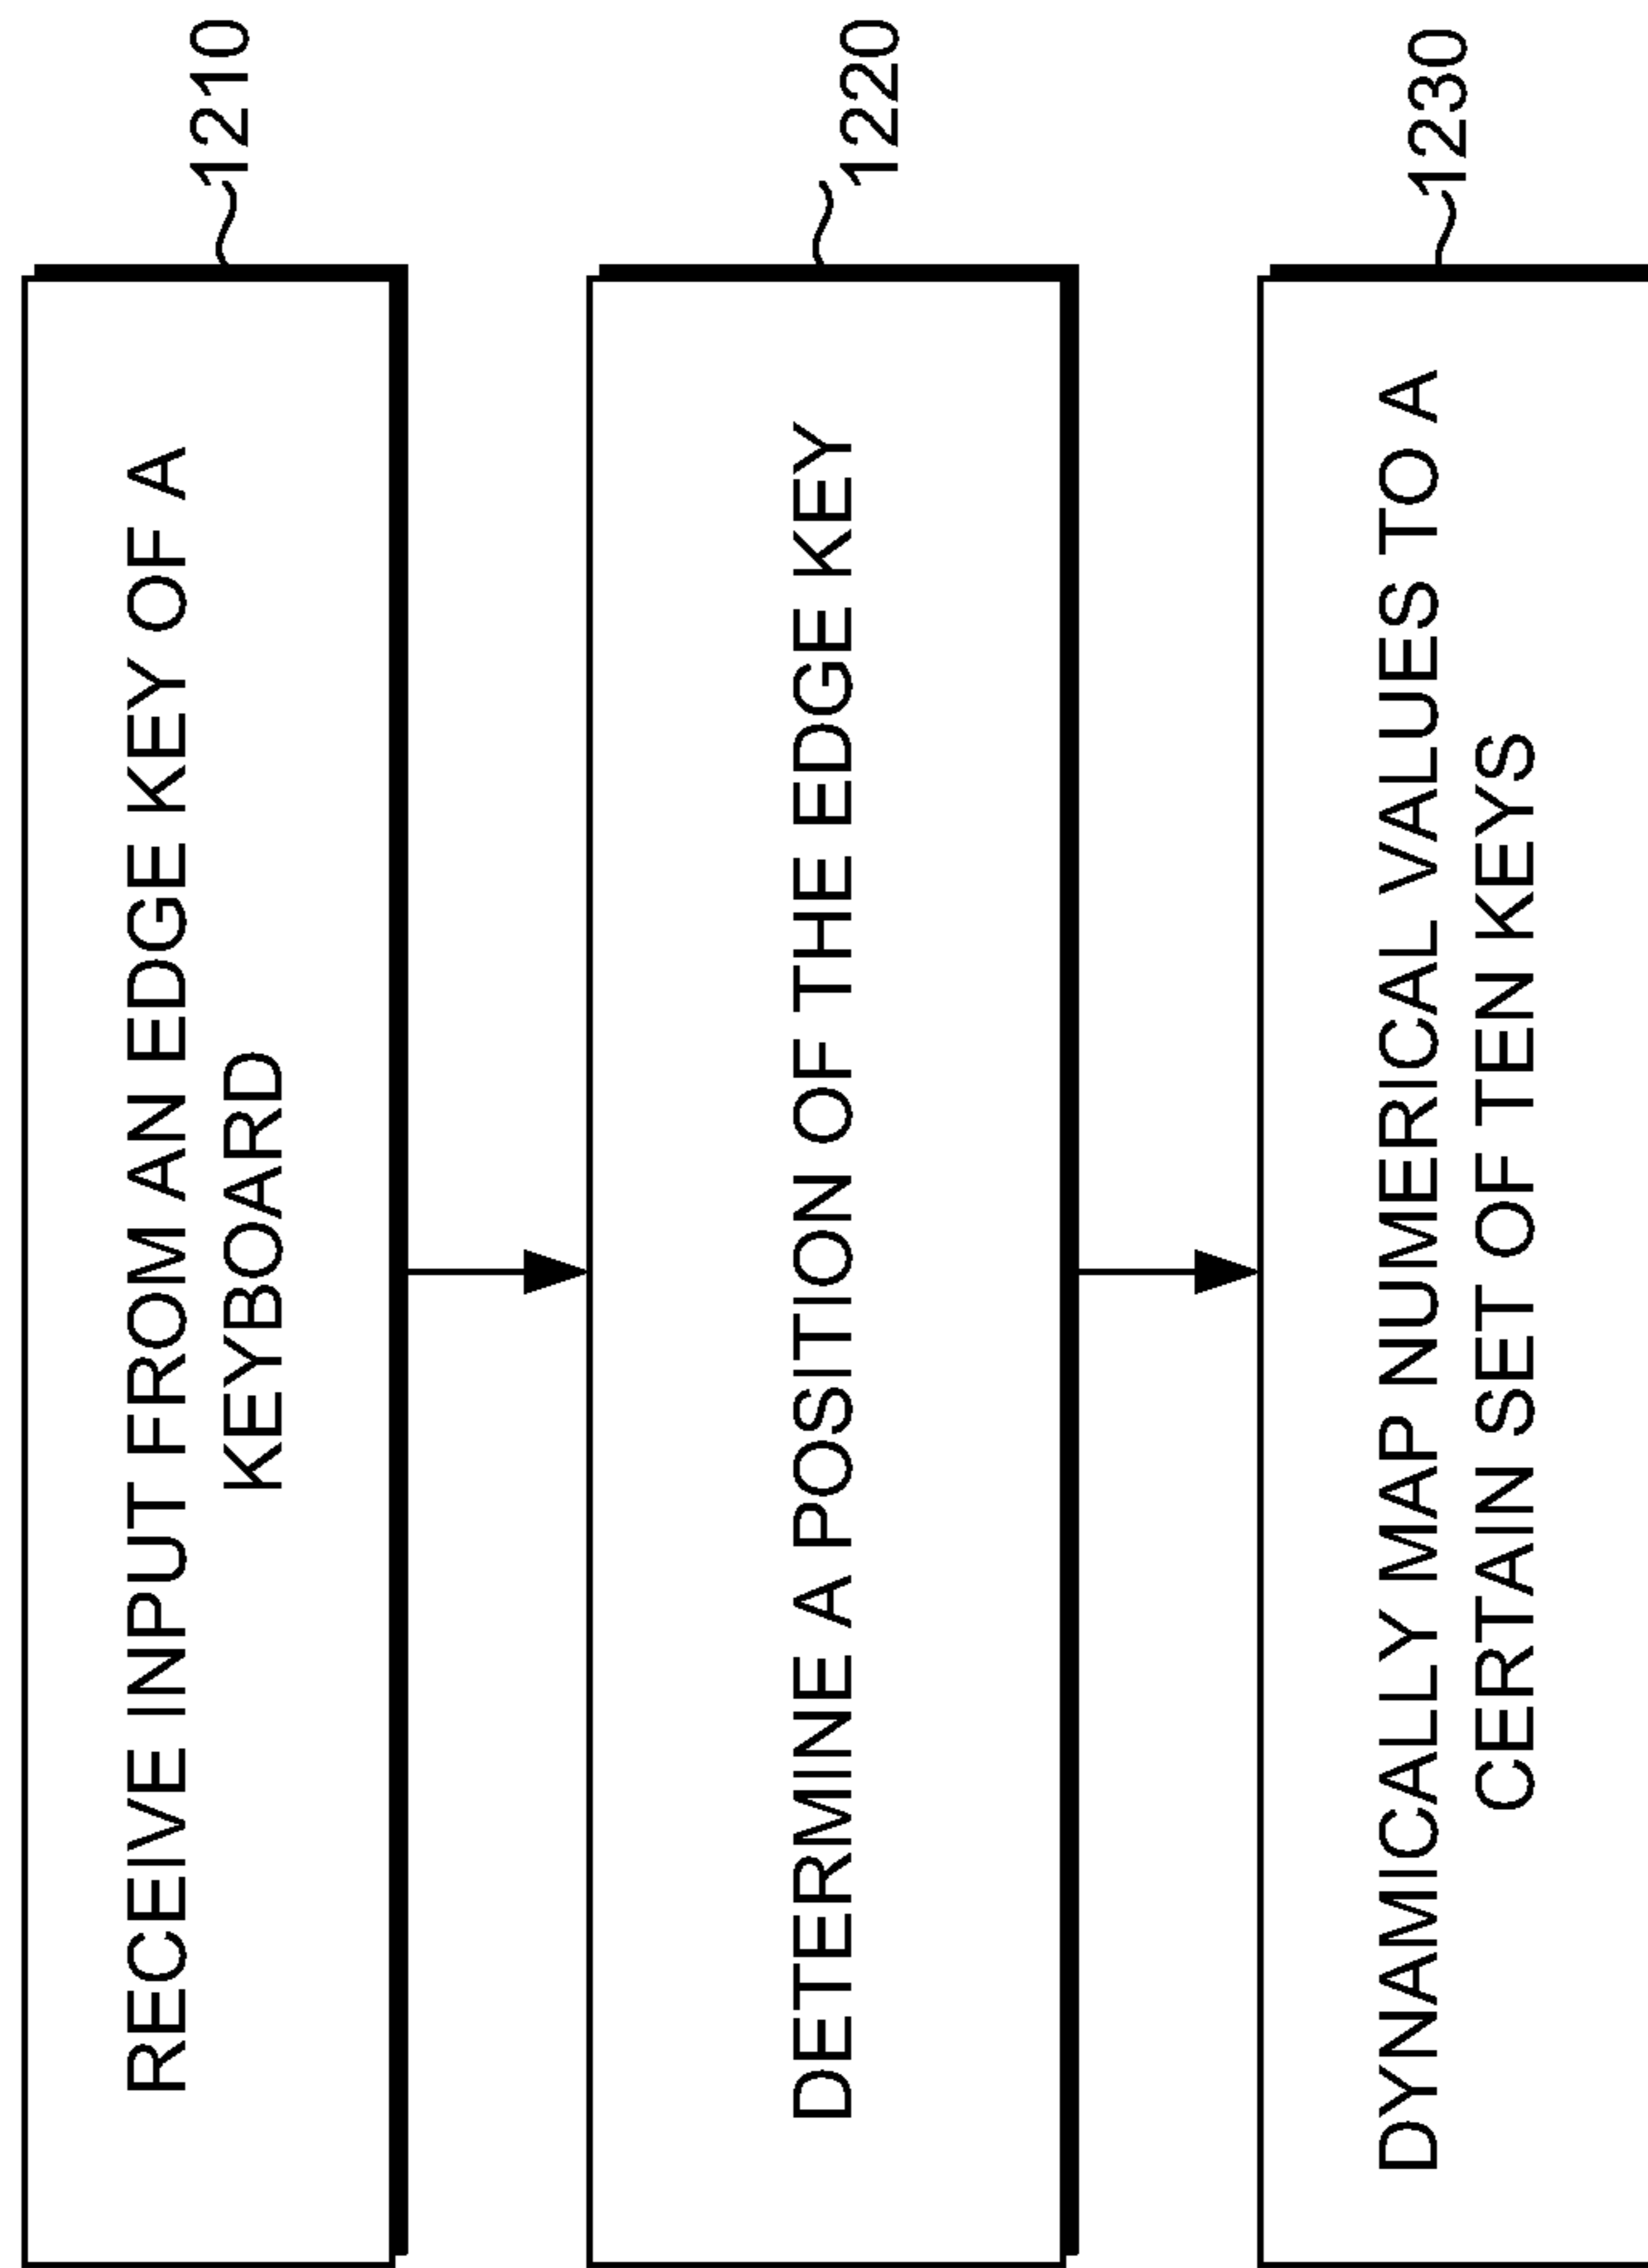 RECEIVE INPUT FROM AN EDGE KEY OF A
KEYBOARD
1210
DETERMINE A POSITION OF THE EDGE KEY
1220
DYNAMICALLY MAP NUMERICAL VALUES TO A
CERTAIN SET OF TEN KEYS
1230